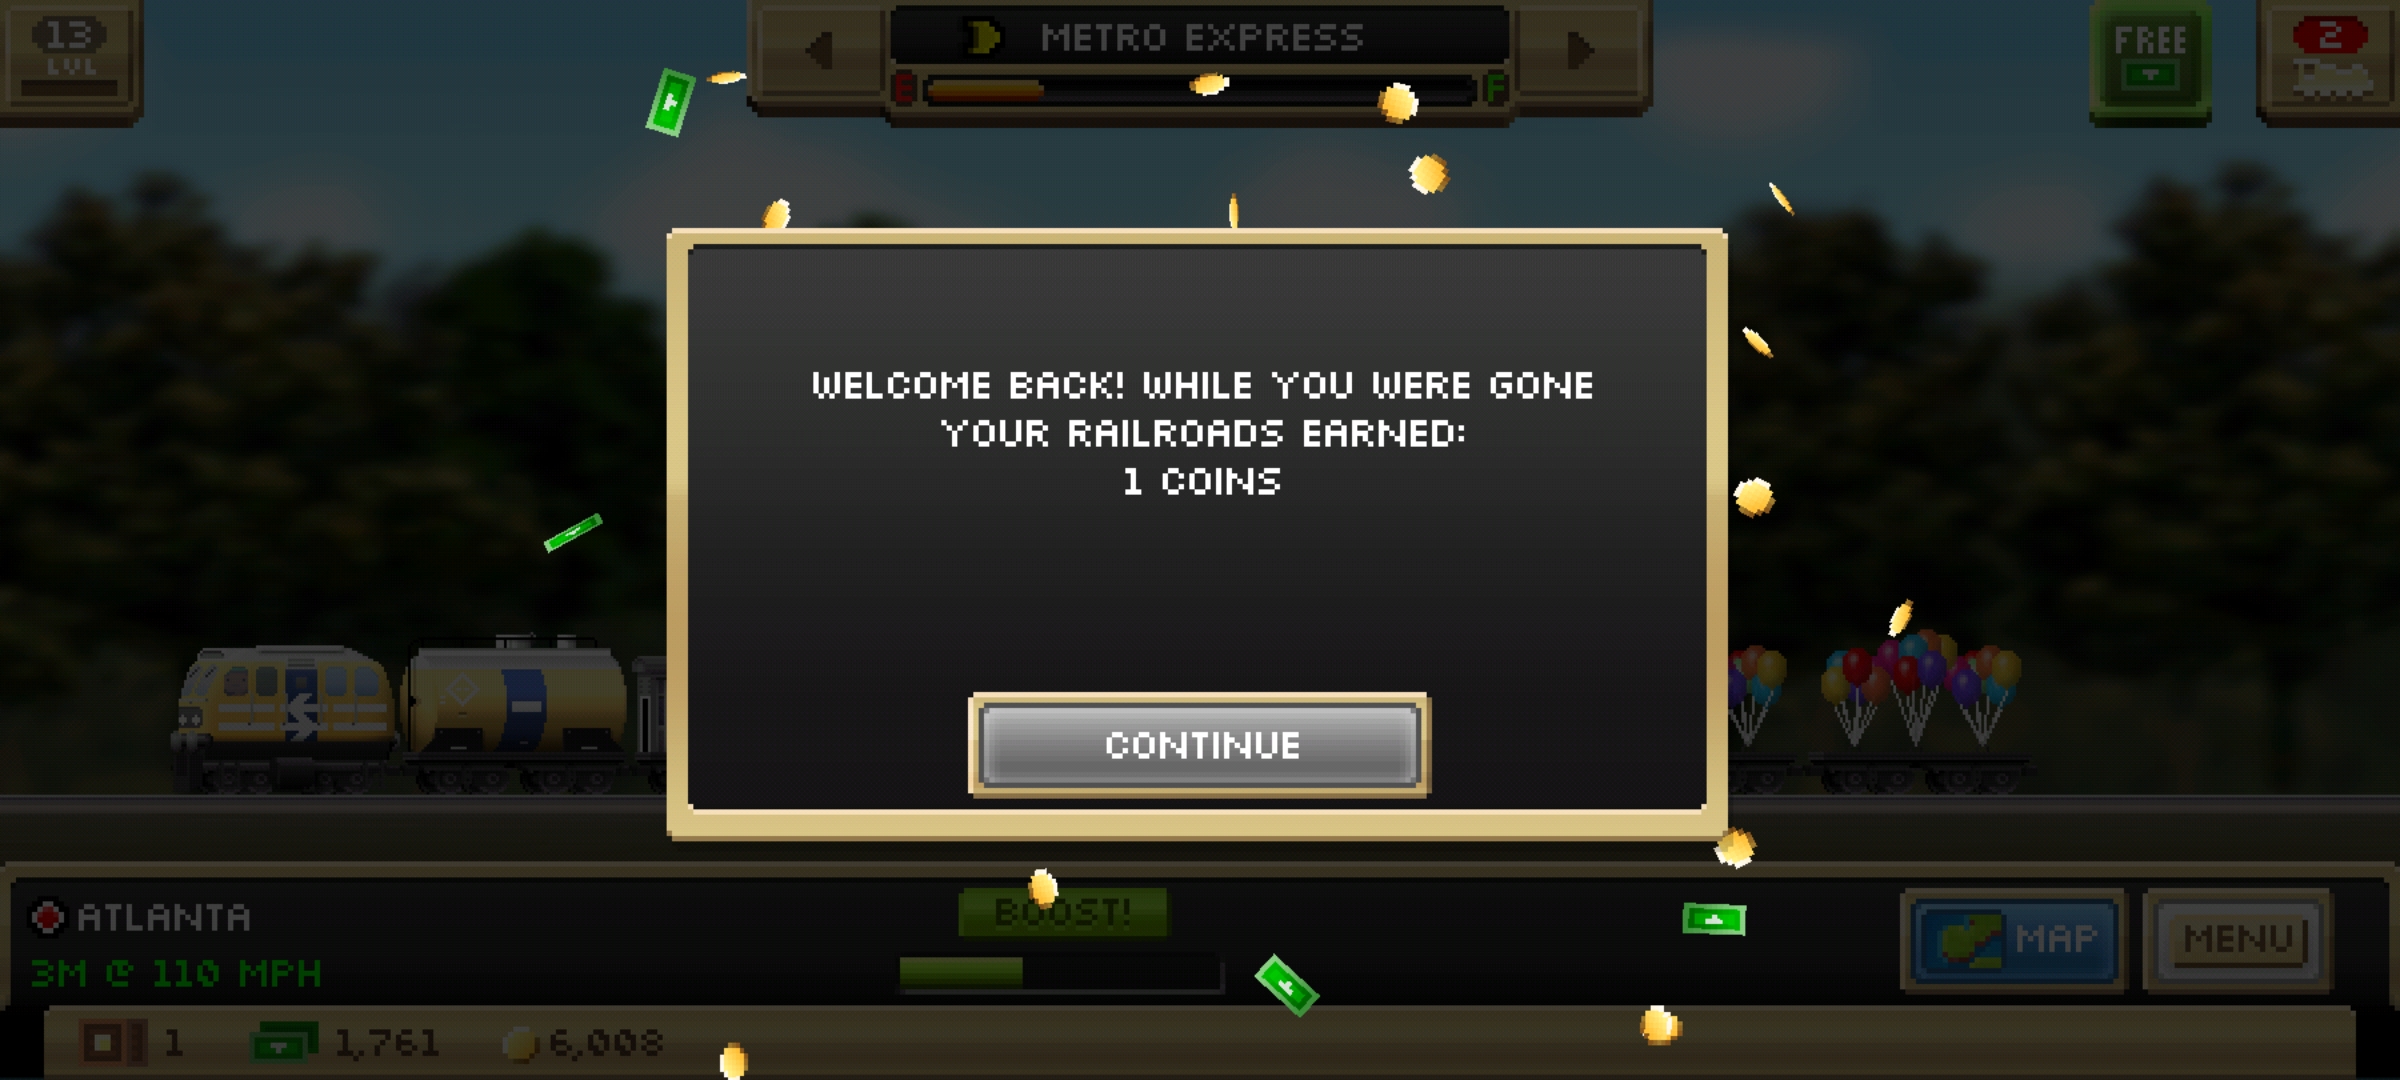 13
LVL
METRO EXPRESS
E
F
FREE
2
WELCOME BACK! WHILE YOU WERE GONE
YOUR RAILROADS EARNED:
1 COINS
CONTINUE
ATLANTA
3M @ 110 MPH
BOOST!
MAP
MENU
1
1,761
6,008